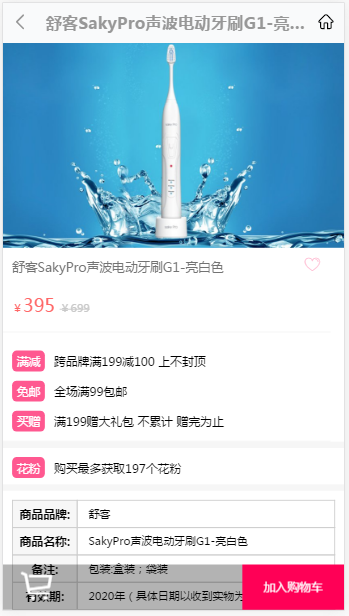 舒客SakyPro声波电动牙刷G1-亮...
舒客SakyPro声波电动牙刷G1-亮白色
￥395 ￥699
满减 跨品牌满199减100 上不封顶
免邮 全场满99包邮
买赠 满199赠大礼包 不累计 赠完为止
花粉 购买最多获取197个花粉
商品品牌: 舒客
商品名称: SakyPro声波电动牙刷G1-亮白色
备注: 包装:盒装；袋装
有效期: 2020年（具体日期以收到实物为
加入购物车